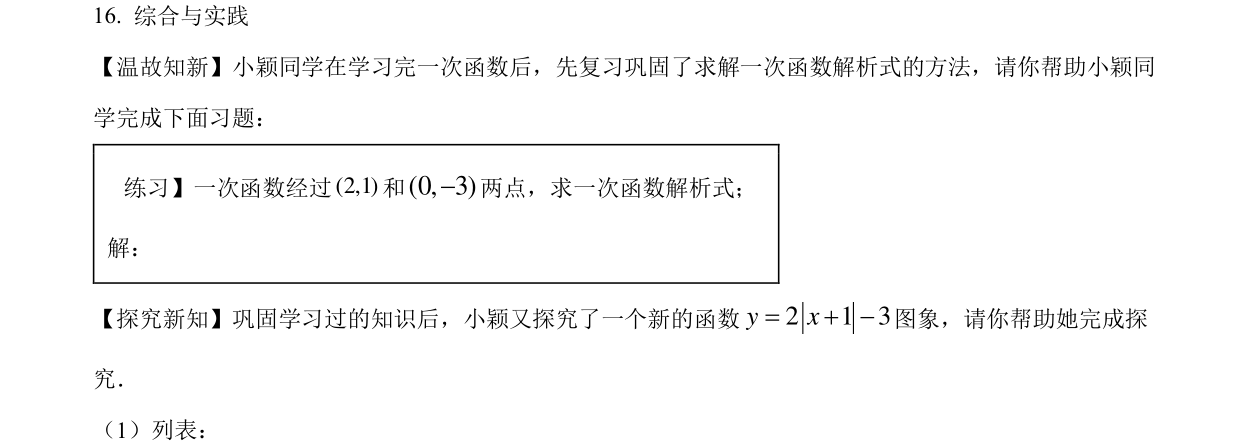 16. 综合与实践
【温故知新】小颖同学在学习完一次函数后，先复习巩固了求解一次函数解析式的方法，请你帮助小颖同
学完成下面习题：
练习】一次函数经过(2,1)和(0,−3)两点，求一次函数解析式；
解：
【探究新知】巩固学习过的知识后，小颖又探究了一个新的函数y=2|x+1|−3图象，请你帮助她完成探
究．
（1）列表：